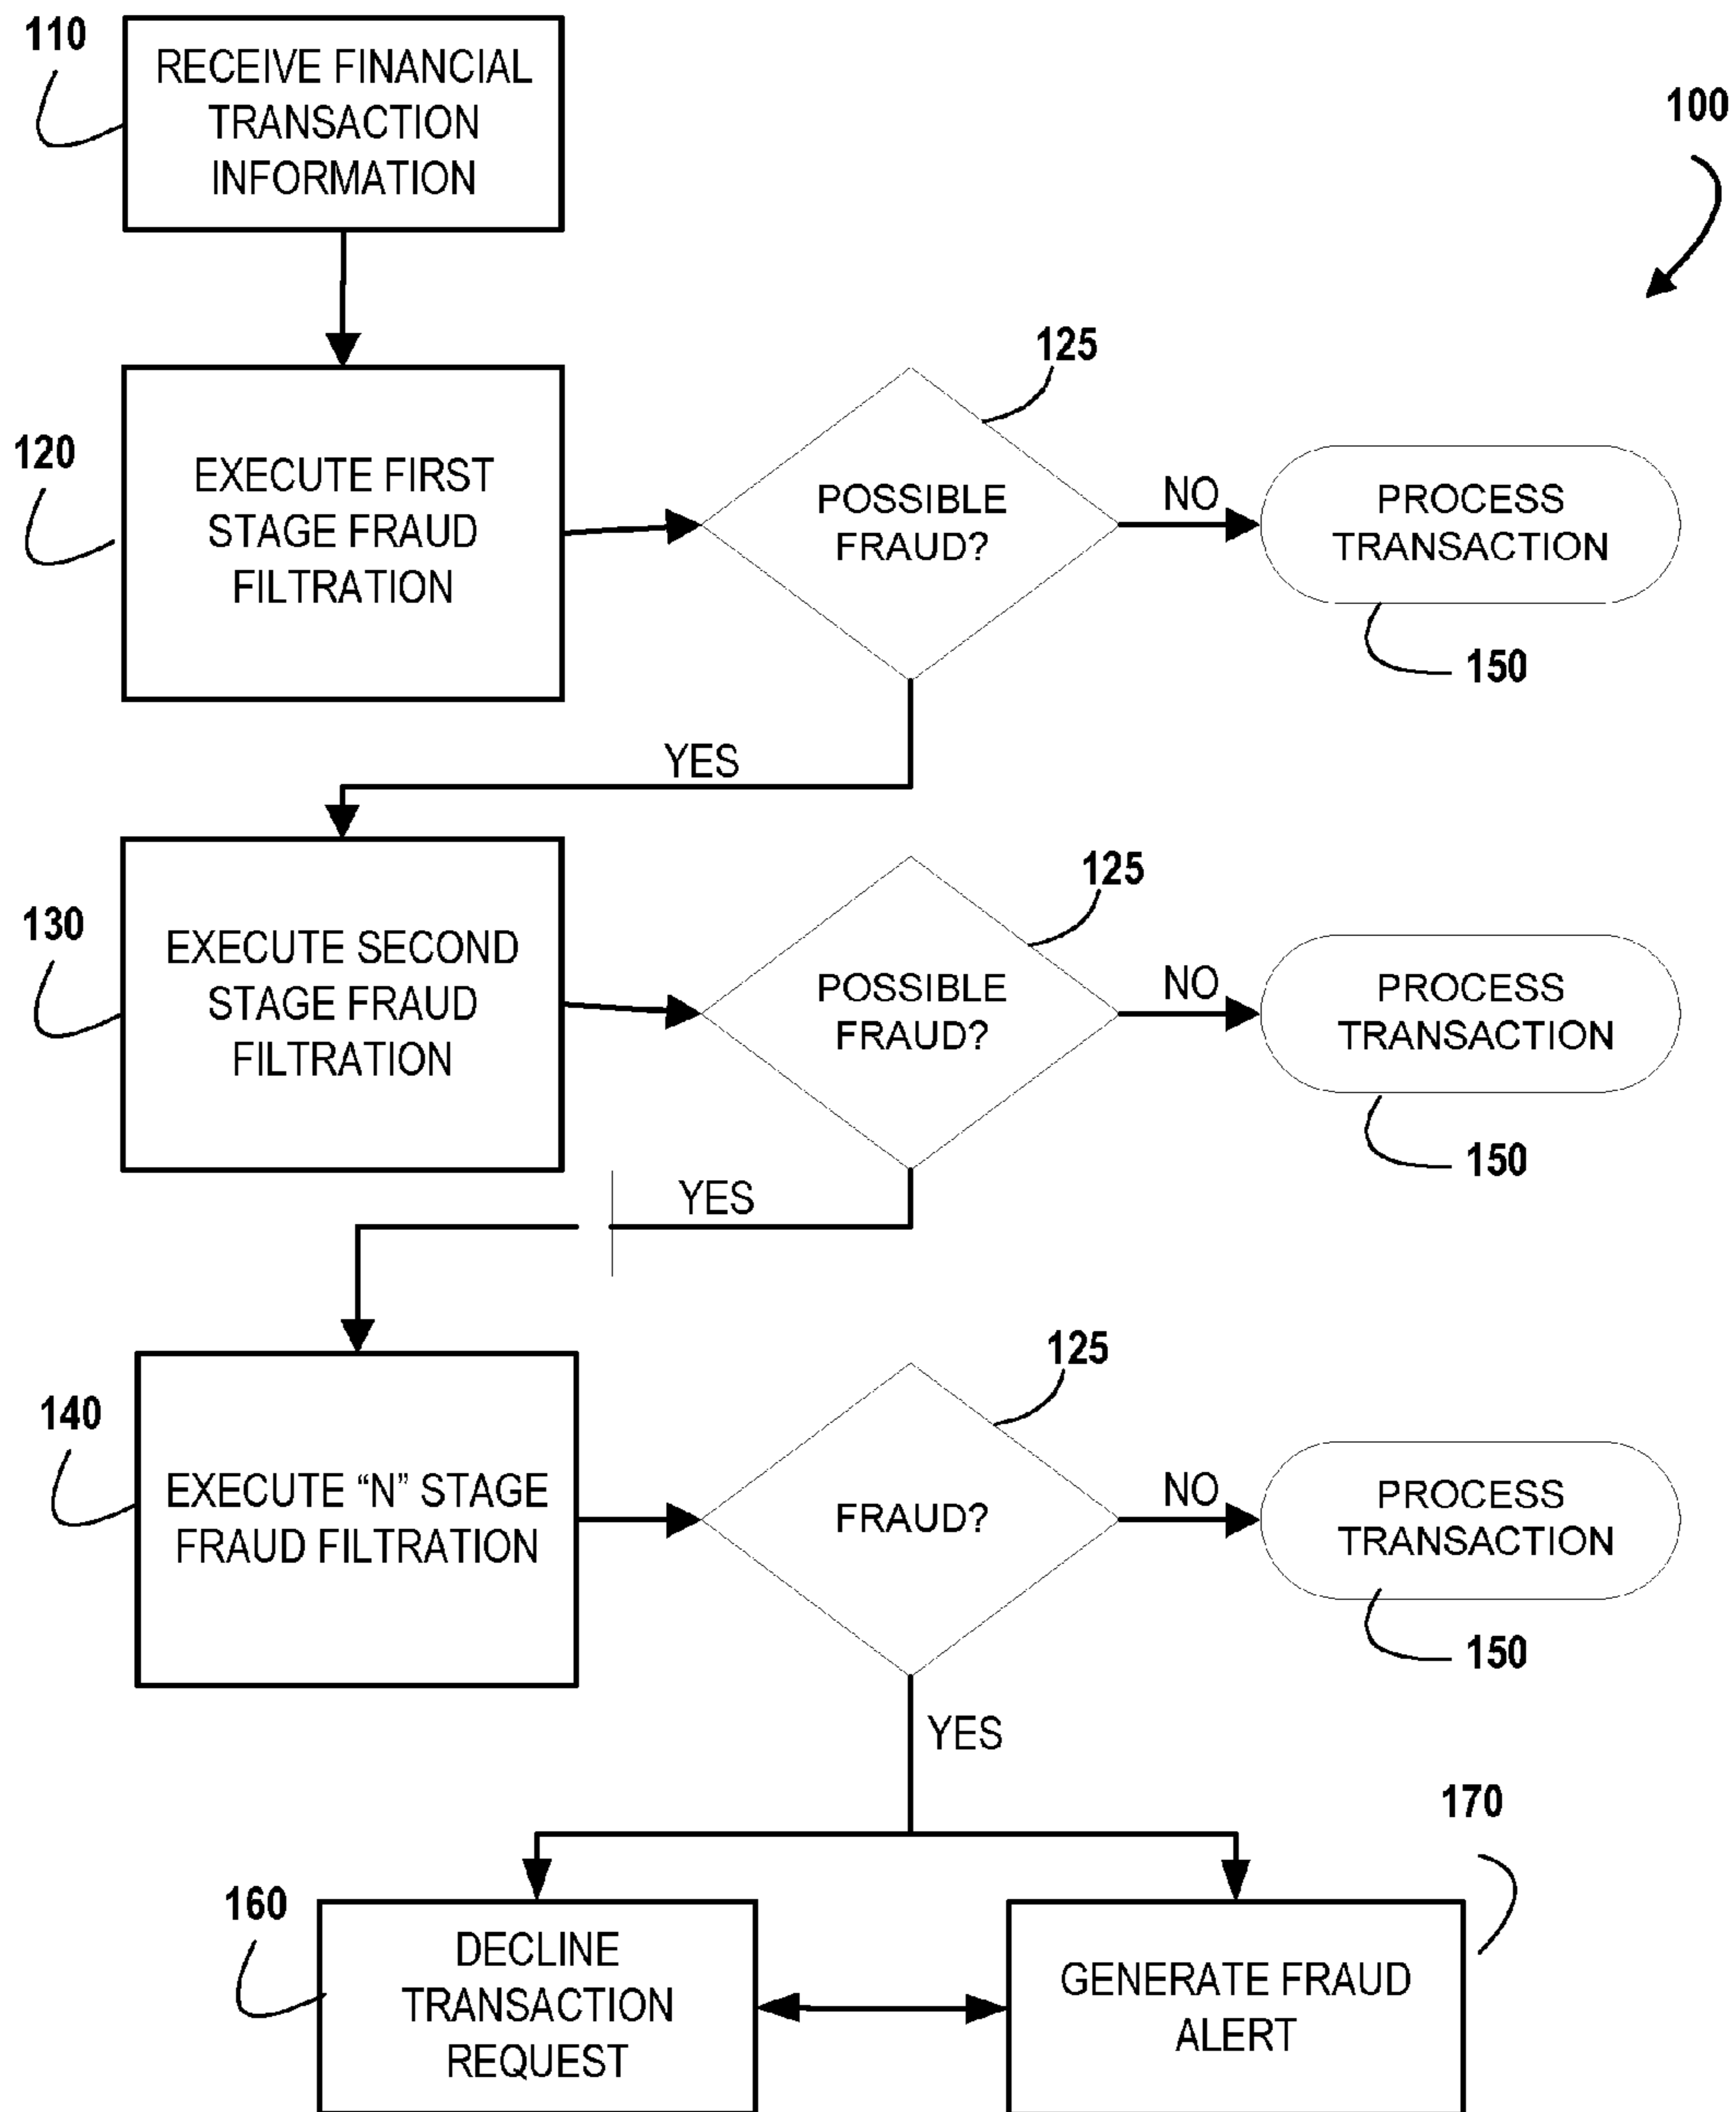 110
RECEIVE FINANCIAL
TRANSACTION
INFORMATION
100
120
EXECUTE FIRST
STAGE FRAUD
FILTRATION
125
POSSIBLE
FRAUD?
NO
PROCESS
TRANSACTION
150
YES
130
EXECUTE SECOND
STAGE FRAUD
FILTRATION
125
POSSIBLE
FRAUD?
NO
PROCESS
TRANSACTION
150
YES
140
EXECUTE “N” STAGE
FRAUD FILTRATION
125
FRAUD?
NO
PROCESS
TRANSACTION
150
YES
160
DECLINE
TRANSACTION
REQUEST
170
GENERATE FRAUD
ALERT